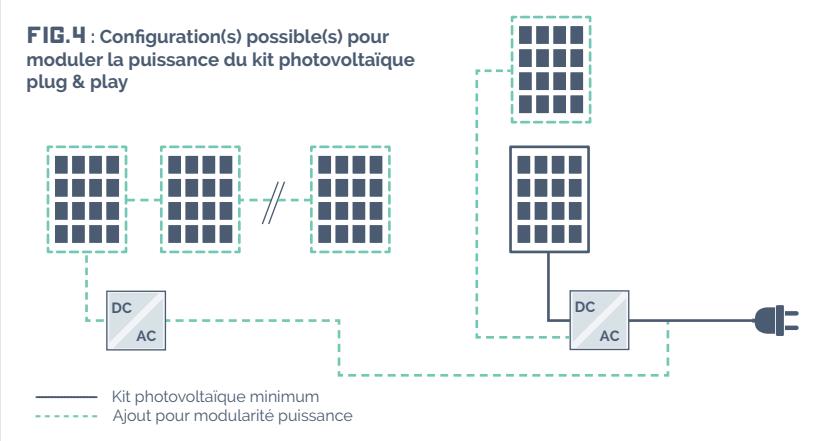 FIG.4 : Configuration(s) possible(s) pour
moduler la puissance du kit photovoltaïque
plug & play
DC
AC
DC
AC
Kit photovoltaïque minimum
Ajout pour modularité puissance